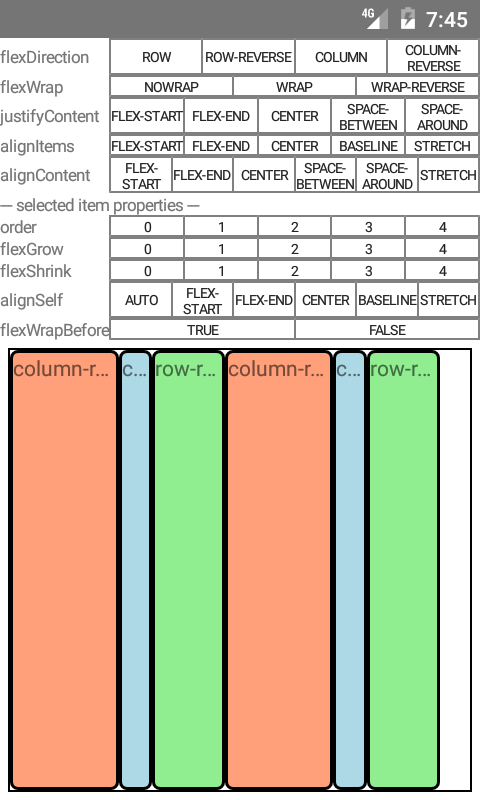 4G 7:45
flexDirection ROW ROW-REVERSE COLUMN COLUMN-
REVERSE
flexWrap NOWRAP WRAP WRAP-REVERSE
justifyContent FLEX-START FLEX-END CENTER SPACE-
BETWEEN SPACE-
AROUND
alignItems FLEX-START FLEX-END CENTER BASELINE STRETCH
alignContent FLEX-
START FLEX-END CENTER SPACE-
BETWEEN SPACE-
AROUND STRETCH
— selected item properties —
order 0 1 2 3 4
flexGrow 0 1 2 3 4
flexShrink 0 1 2 3 4
alignSelf AUTO FLEX-
START FLEX-END CENTER BASELINE STRETCH
flexWrapBefore TRUE FALSE
column-r... c... row-r... column-r... c... row-r...